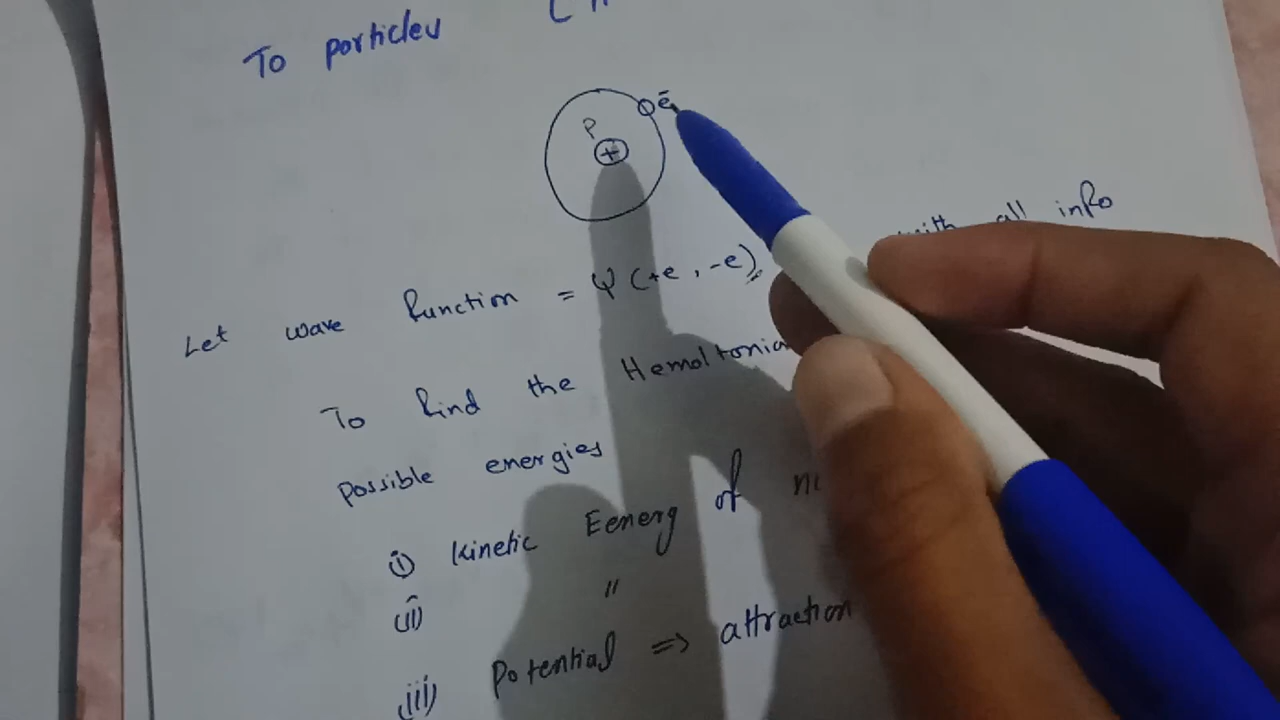 To particles
P
+
e-
Let wave function = Ψ(+e, -e), with all info
To find the Hemoltonia
possible energies
(i) Kinetic Eenerg of
(ii) "
(iii) Potential => attraction